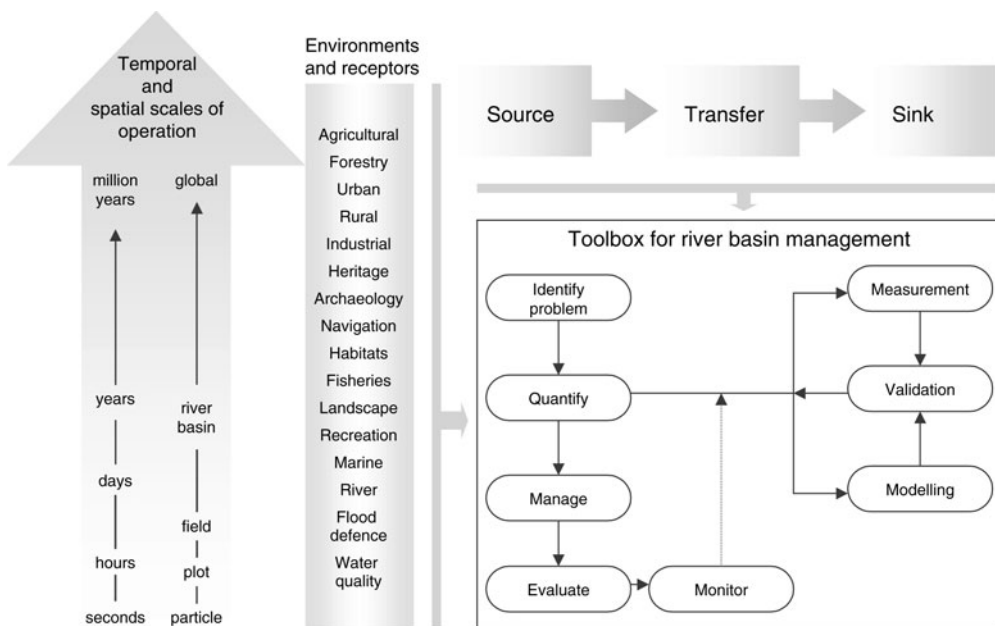 Temporal
and
spatial scales of
operation
million
years
global
years
river
basin
days
field
hours
plot
seconds
particle
Environments
and receptors
Agricultural
Forestry
Urban
Rural
Industrial
Heritage
Archaeology
Navigation
Habitats
Fisheries
Landscape
Recreation
Marine
River
Flood
defence
Water
quality
Source
Transfer
Sink
Toolbox for river basin management
Identify
problem
Measurement
Quantify
Validation
Manage
Modelling
Evaluate
Monitor